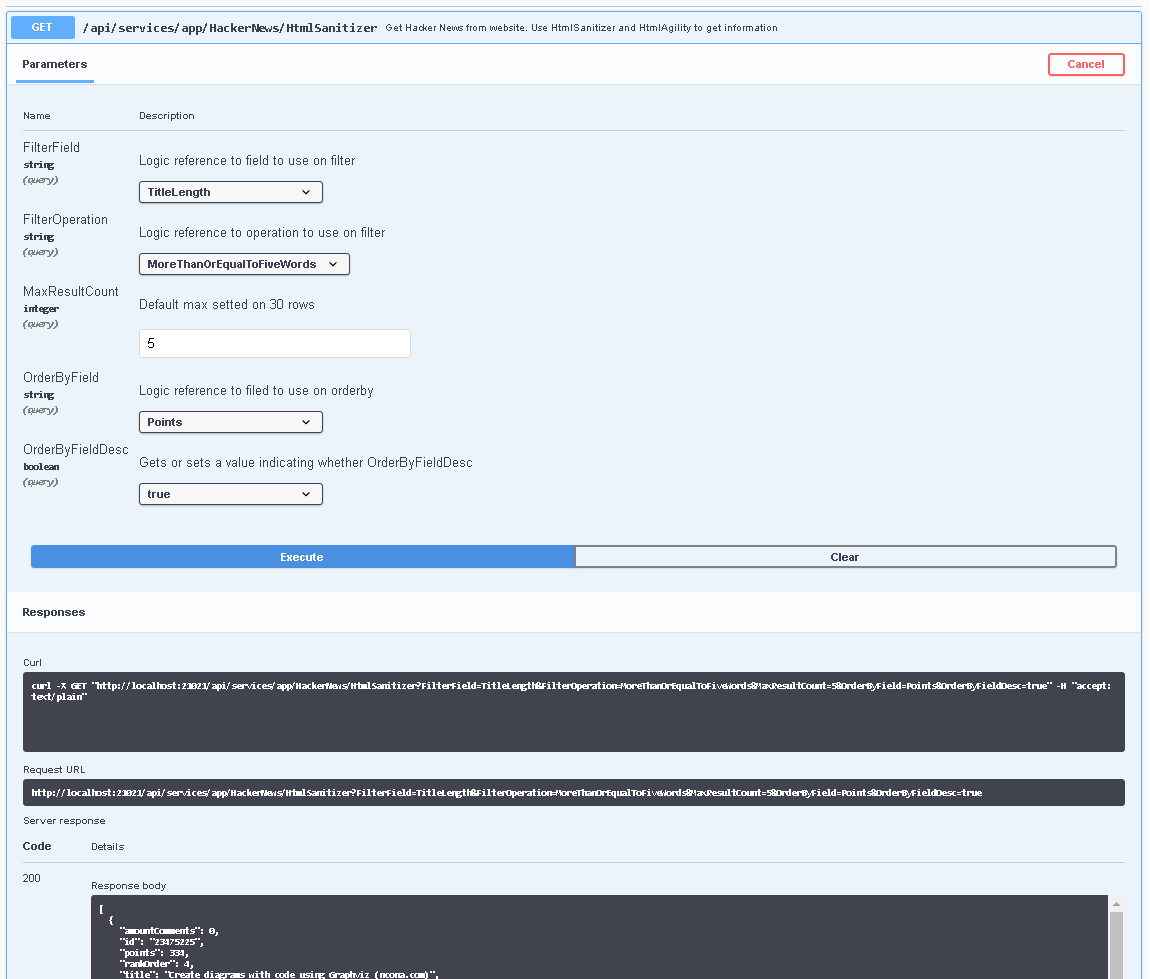 GET /api/services/app/HackerNews/HtmlSanitizer Get Hacker News from website. Use HtmlSanitizer and HtmlAgility to get information
Parameters
Cancel
Name Description
FilterField
string
(query)
Logic reference to field to use on filter
TitleLength
FilterOperation
string
(query)
Logic reference to operation to use on filter
MoreThanOrEqualToFiveWords
MaxResultCount
integer
(query)
Default max setted on 30 rows
5
OrderByField
string
(query)
Logic reference to filed to use on orderby
Points
OrderByFieldDesc
boolean
(query)
Gets or sets a value indicating whether OrderByFieldDesc
true
Execute Clear
Responses
Curl
curl -X GET "http://localhost:21021/api/services/app/HackerNews/HtmlSanitizer?FilterField=TitleLength&FilterOperation=MoreThanOrEqualToFiveWords&MaxResultCount=5&OrderByField=Points&OrderByFieldDesc=true" -H "accept:
text/plain"
Request URL
http://localhost:21021/api/services/app/HackerNews/HtmlSanitizer?FilterField=TitleLength&FilterOperation=MoreThanOrEqualToFiveWords&MaxResultCount=5&OrderByField=Points&OrderByFieldDesc=true
Server response
Code Details
200
Response body
[
{
"amountComments": 0,
"id": "23475225",
"points": 334,
"rankOrder": 4,
"title": "Create diagrams with code using Graphviz (ncona.com)",